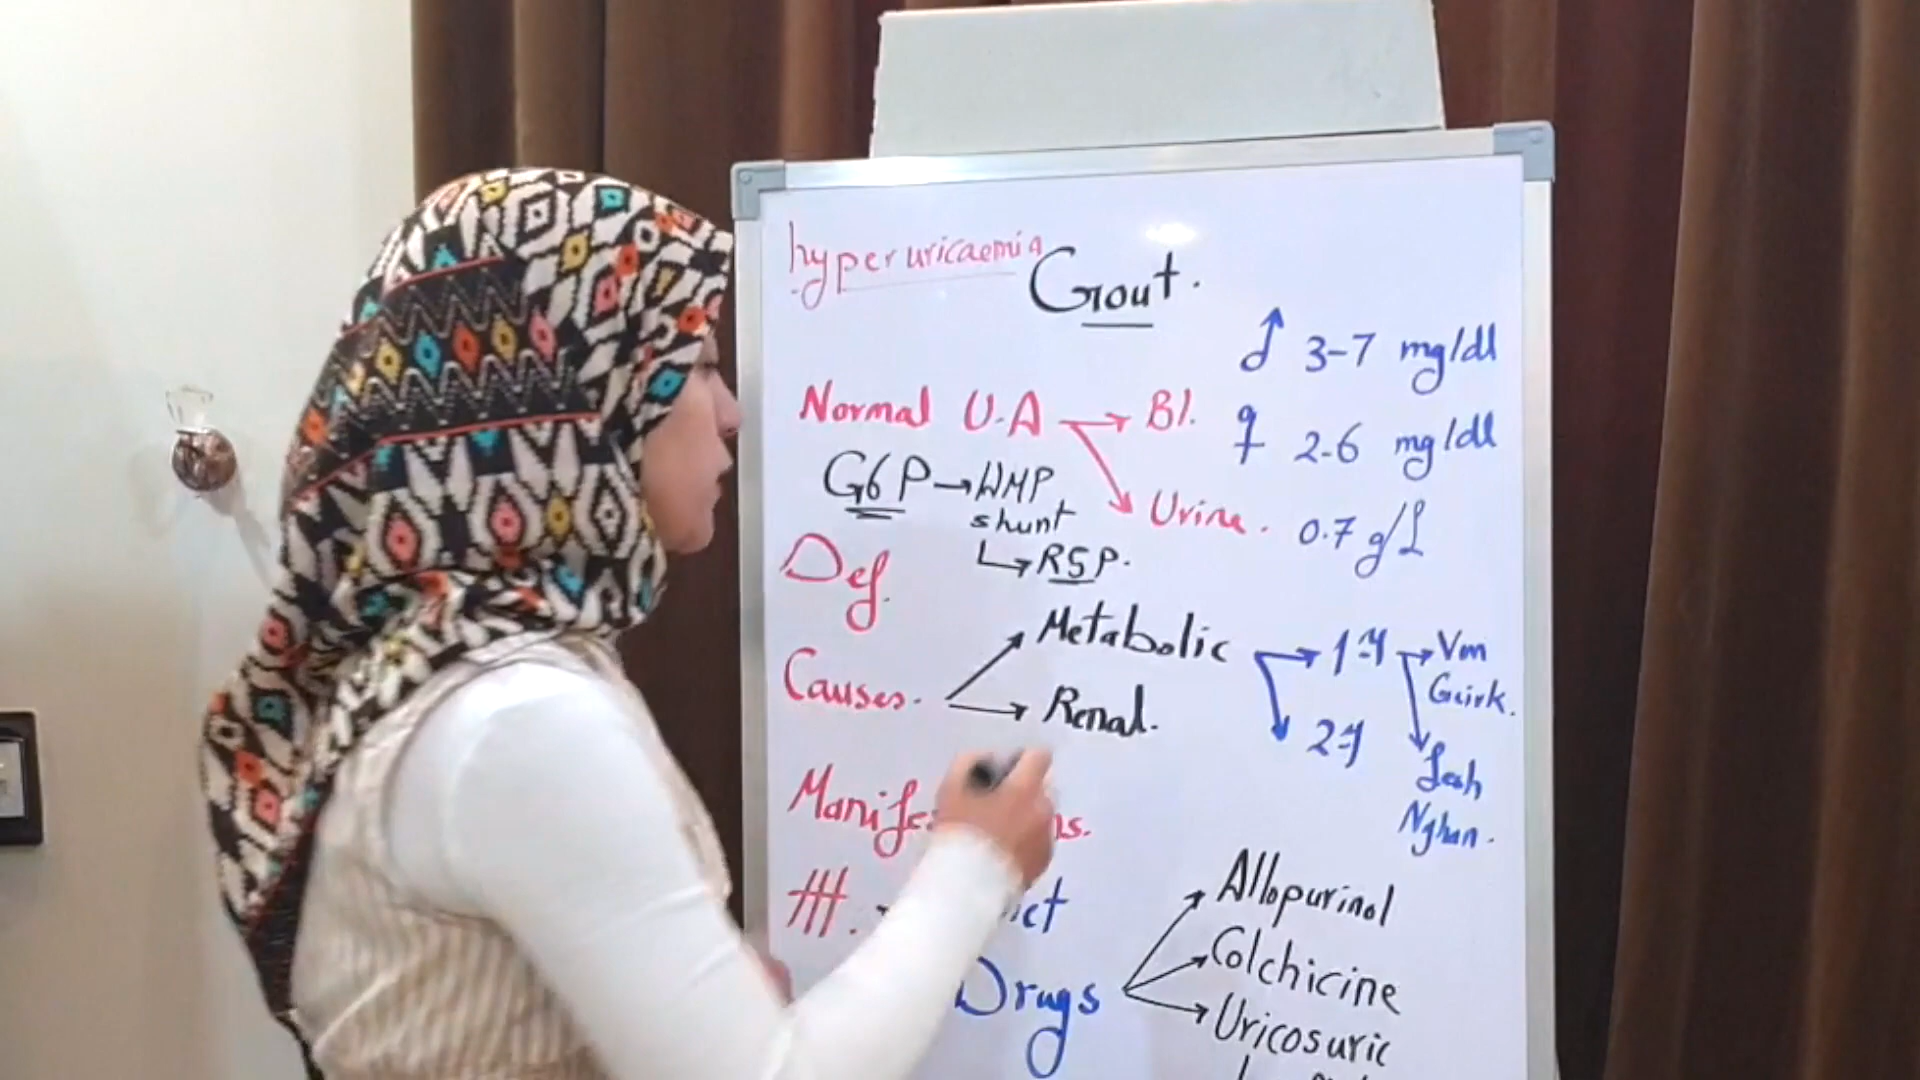 hyperuricaemia
Gout.
♂ 3-7 mg/dl
Normal U.A → Bl. ♀ 2-6 mg/dl
G6P → HMP shunt
Urine. 0.7 g/L
↳ R5P.
Def.
Causes. → Metabolic → 1ry → Von Geirk.
→ Renal. → 2ry → Lesh Nyhan.
Drugs → Allopurinol
→ Colchicine
→ Uricosuric